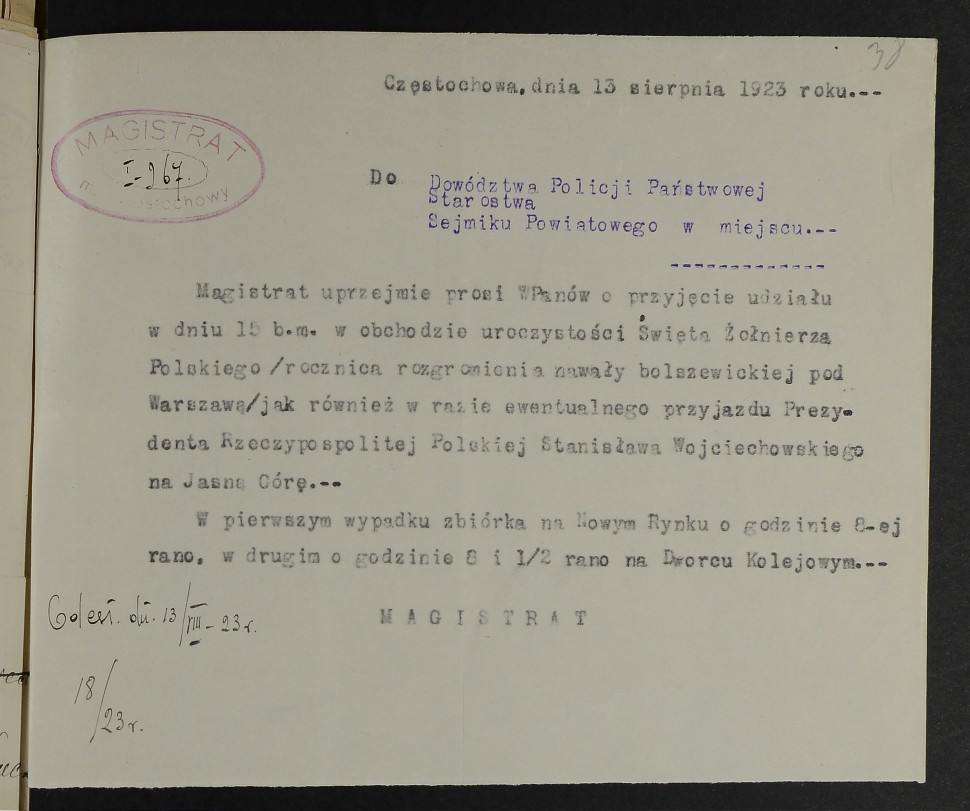 38
Częstochowa, dnia 13 sierpnia 1923 roku.--
MAGISTRAT
I-267.
m. Częstochowy
Do Dowództwa Policji Państwowej
Starostwa
Sejmiku Powiatowego w miejscu.--
-------------
Magistrat uprzejmie prosi WPanów o przyjęcie udziału
w dniu 15 b.m. w obchodzie uroczystości Święta Żołnierza
Polskiego /rocznica rozgromienia nawały bolszewickiej pod
Warszawą/jak również w razie ewentualnego przyjazdu Prezy-
denta Rzeczypospolitej Polskiej Stanisława Wojciechowskiego
na Jasną Górę.--
W pierwszym wypadku zbiórka na Nowym Rynku o godzinie 8-ej
rano, w drugim o godzinie 8 i 1/2 rano na Dworcu Kolejowym.--
MAGISTRAT
Odesł. dn. 13/VIII - 23 r.
18/23 r.